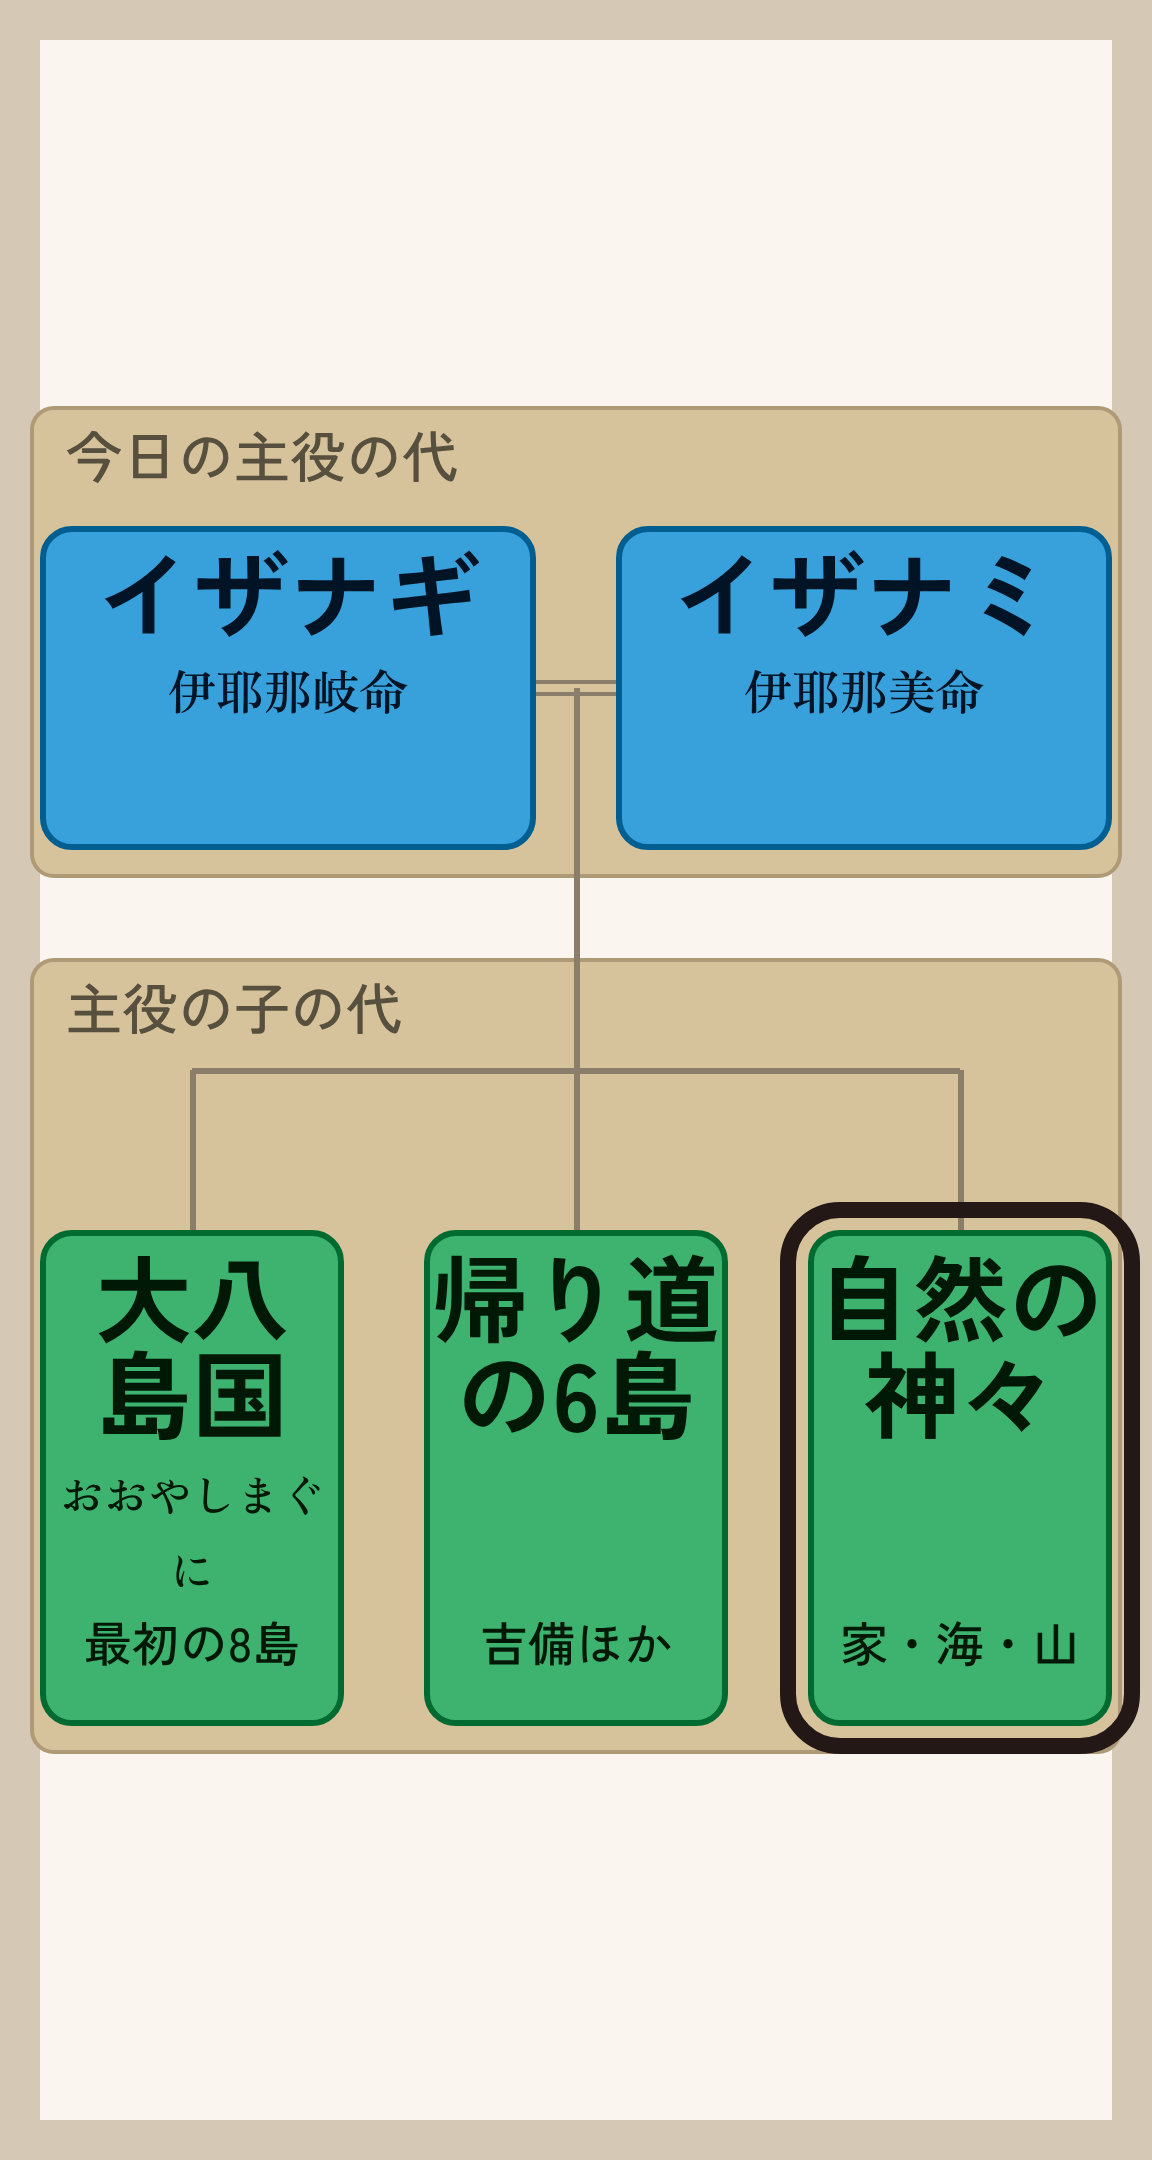 今日の主役の代
イザナギ
伊耶那岐命
イザナミ
伊耶那美命
主役の子の代
大八
島国
おおやしまぐ
に
最初の8島
帰り道
の6島
吉備ほか
自然の
神々
家・海・山